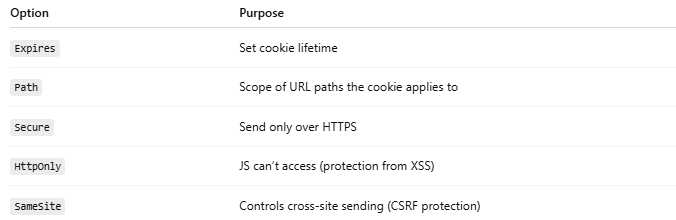 Option Purpose
Expires Set cookie lifetime
Path Scope of URL paths the cookie applies to
Secure Send only over HTTPS
HttpOnly JS can't access (protection from XSS)
SameSite Controls cross-site sending (CSRF protection)